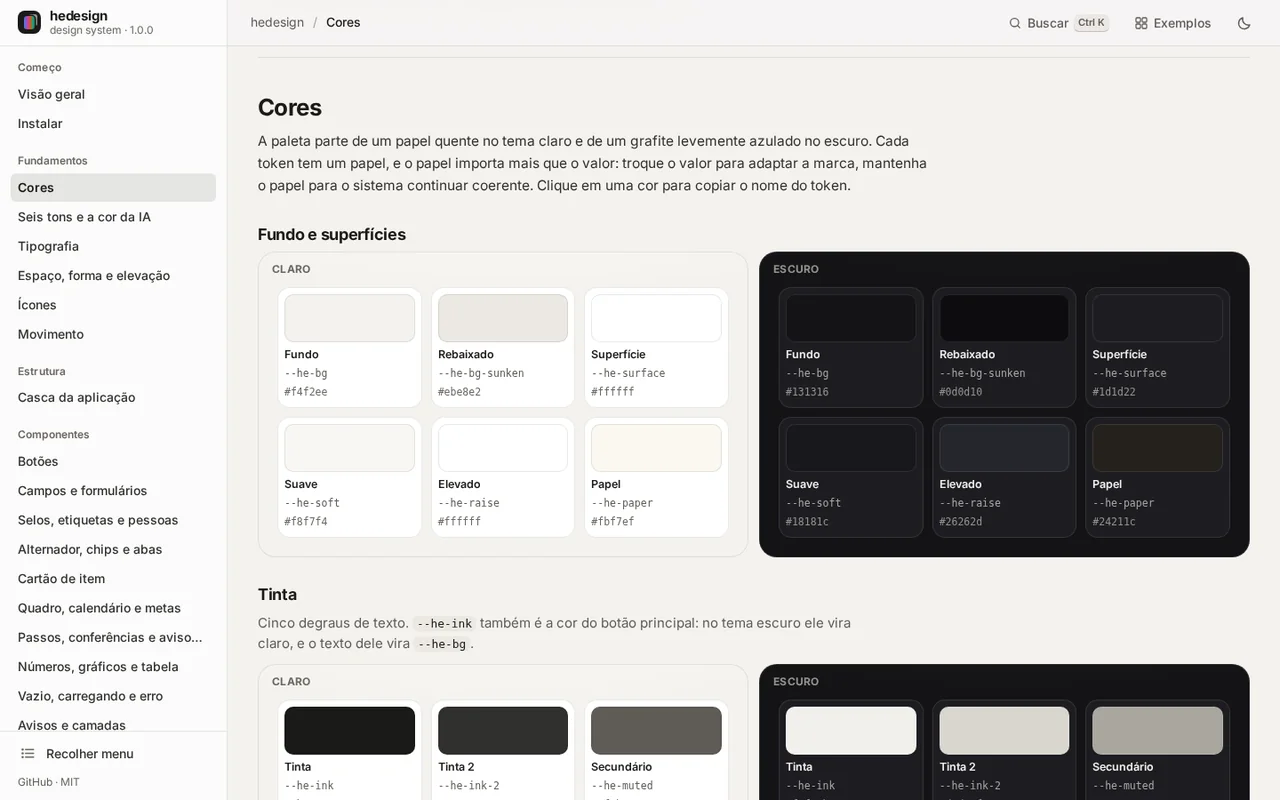 hedesign
design system · 1.0.0
hedesign / Cores
Buscar Ctrl K
Exemplos
Começo
Visão geral
Instalar
Fundamentos
Cores
Seis tons e a cor da IA
Tipografia
Espaço, forma e elevação
Ícones
Movimento
Estrutura
Casca da aplicação
Componentes
Botões
Campos e formulários
Selos, etiquetas e pessoas
Alternador, chips e abas
Cartão de item
Quadro, calendário e metas
Passos, conferências e aviso...
Números, gráficos e tabela
Vazio, carregando e erro
Avisos e camadas
Recolher menu
GitHub · MIT
Cores
A paleta parte de um papel quente no tema claro e de um grafite levemente azulado no escuro. Cada
token tem um papel, e o papel importa mais que o valor: troque o valor para adaptar a marca, mantenha
o papel para o sistema continuar coerente. Clique em uma cor para copiar o nome do token.
Fundo e superfícies
CLARO
Fundo
--he-bg
#f4f2ee
Rebaixado
--he-bg-sunken
#ebe8e2
Superfície
--he-surface
#ffffff
Suave
--he-soft
#f8f7f4
Elevado
--he-raise
#ffffff
Papel
--he-paper
#fbf7ef
ESCURO
Fundo
--he-bg
#131316
Rebaixado
--he-bg-sunken
#0d0d10
Superfície
--he-surface
#1d1d22
Suave
--he-soft
#18181c
Elevado
--he-raise
#26262d
Papel
--he-paper
#24211c
Tinta
Cinco degraus de texto. --he-ink também é a cor do botão principal: no tema escuro ele vira
claro, e o texto dele vira --he-bg.
CLARO
Tinta
--he-ink
Tinta 2
--he-ink-2
Secundário
--he-muted
ESCURO
Tinta
--he-ink
Tinta 2
--he-ink-2
Secundário
--he-muted